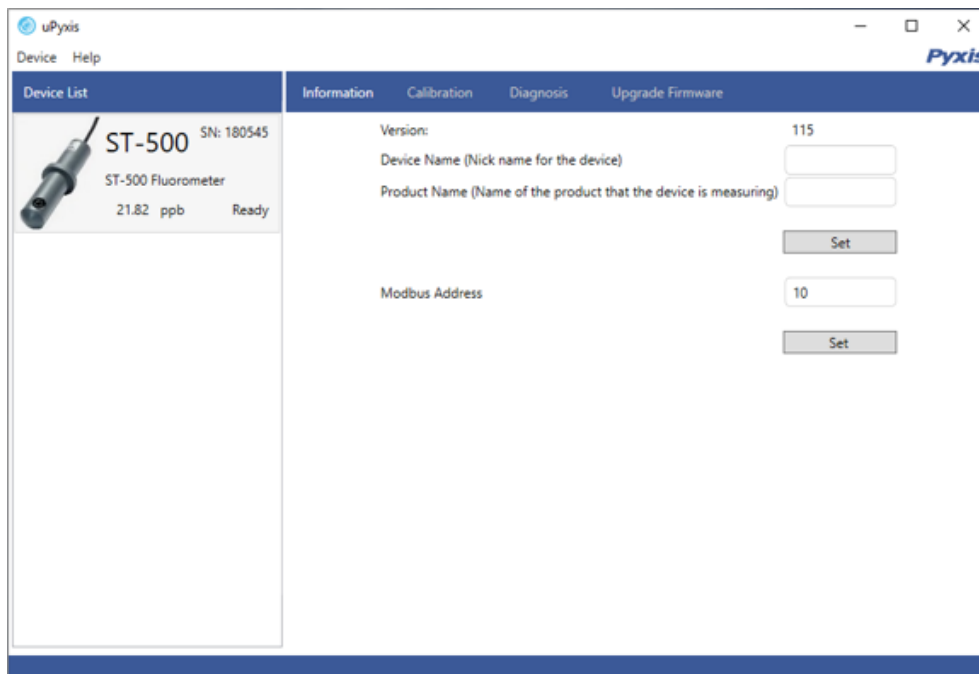 uPyxis
Device Help
Pyxis
Device List
Information Calibration Diagnosis Upgrade Firmware
ST-500 SN: 180545
ST-500 Fluorometer
21.82 ppb Ready
Version: 115
Device Name (Nick name for the device)
Product Name (Name of the product that the device is measuring)
Set
Modbus Address 10
Set